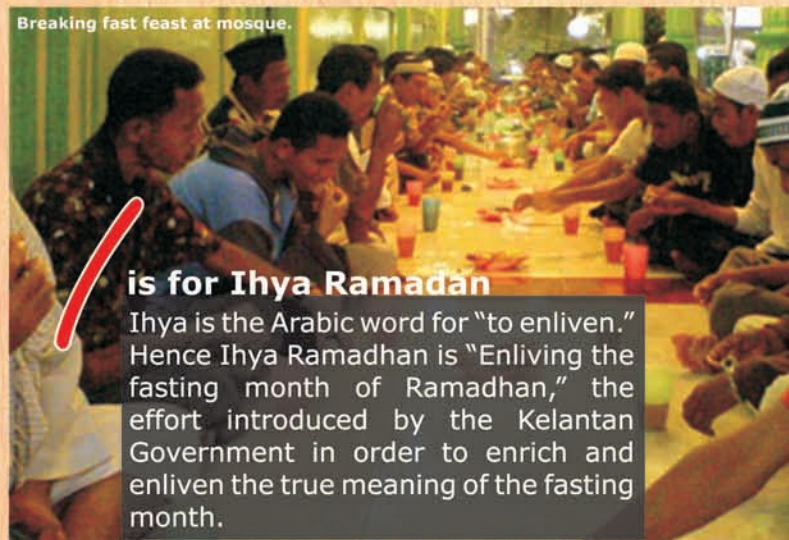 Breaking fast feast at mosque.
I
is for Ihya Ramadan
Ihya is the Arabic word for “to enliven.”
Hence Ihya Ramadhan is “Enliving the
fasting month of Ramadhan,” the
effort introduced by the Kelantan
Government in order to enrich and
enliven the true meaning of the fasting
month.